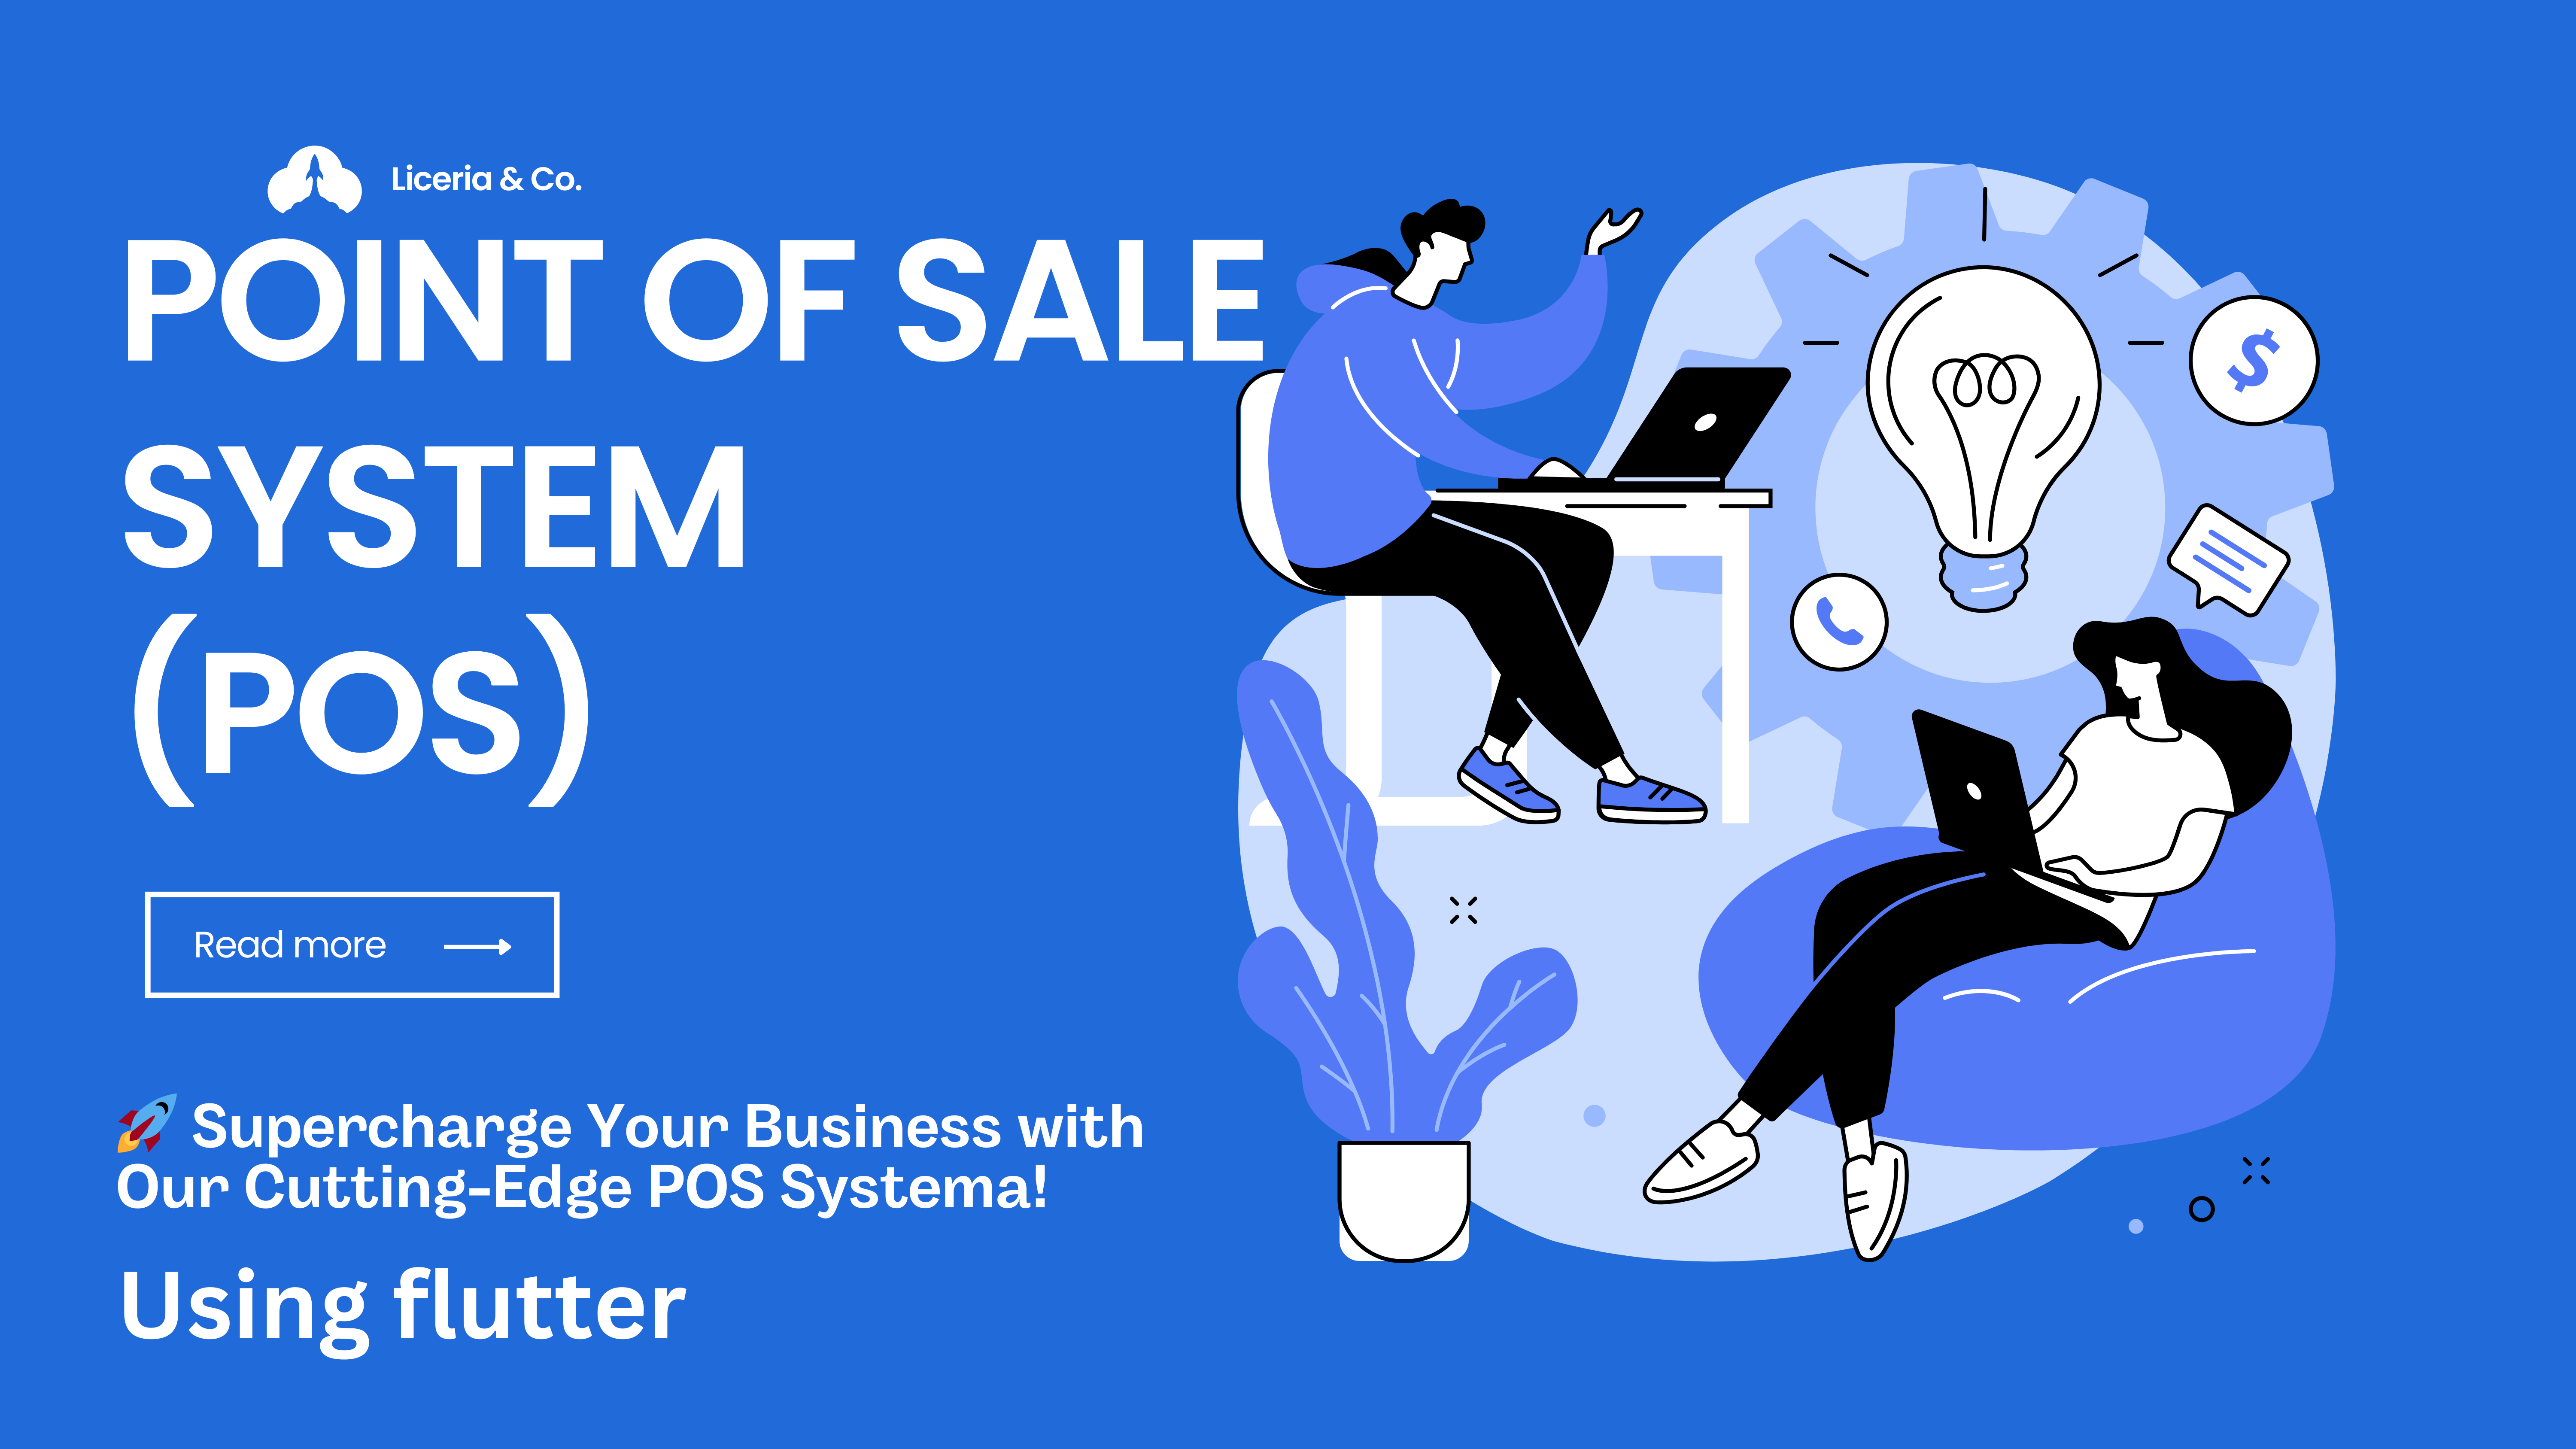 Liceria & Co.
POINT OF SALE
SYSTEM
(POS)
Read more
🚀 Supercharge Your Business with
Our Cutting-Edge POS Systema!
Using flutter
$